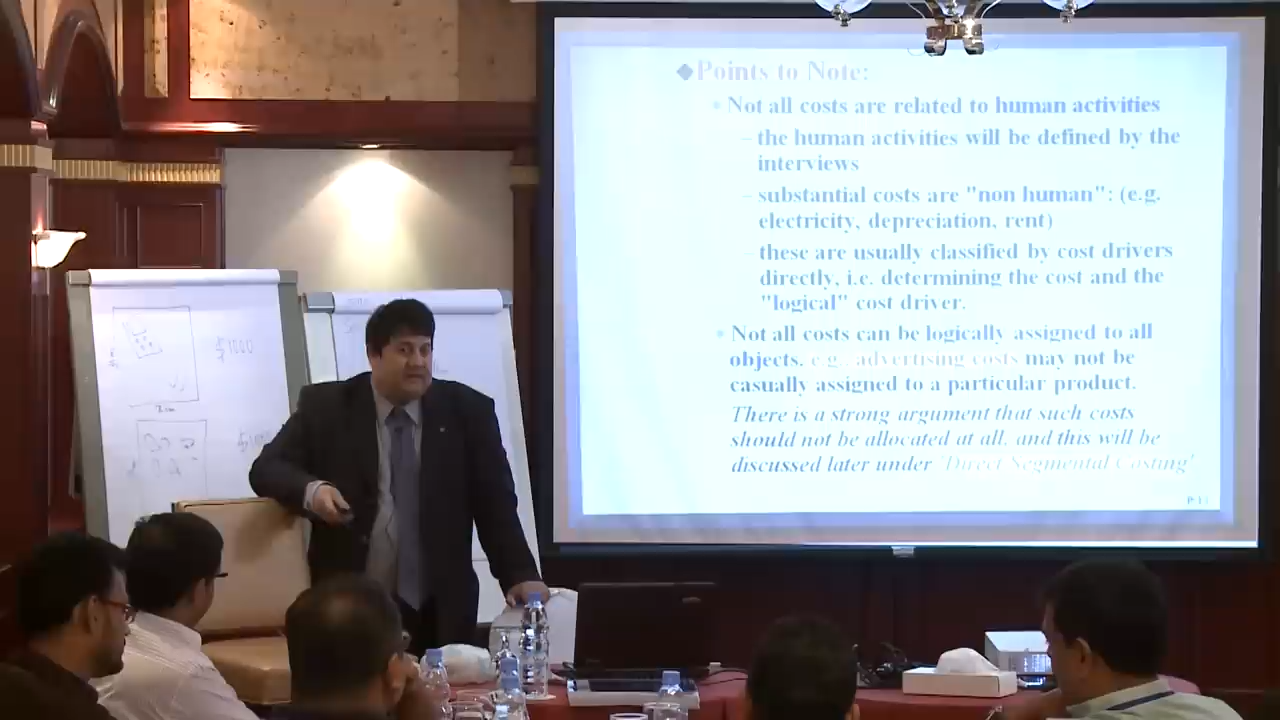 Points to Note:
Not all costs are related to human activities
– the human activities will be defined by the
interviews
– substantial costs are "non human": (e.g.
electricity, depreciation, rent)
– these are usually classified by cost drivers
directly, i.e. determining the cost and the
"logical" cost driver.
Not all costs can be logically assigned to all
objects, e.g., advertising costs may not be
casually assigned to a particular product.
There is a strong argument that such costs
should not be allocated at all, and this will be
discussed later under 'Direct Segmental Costing'